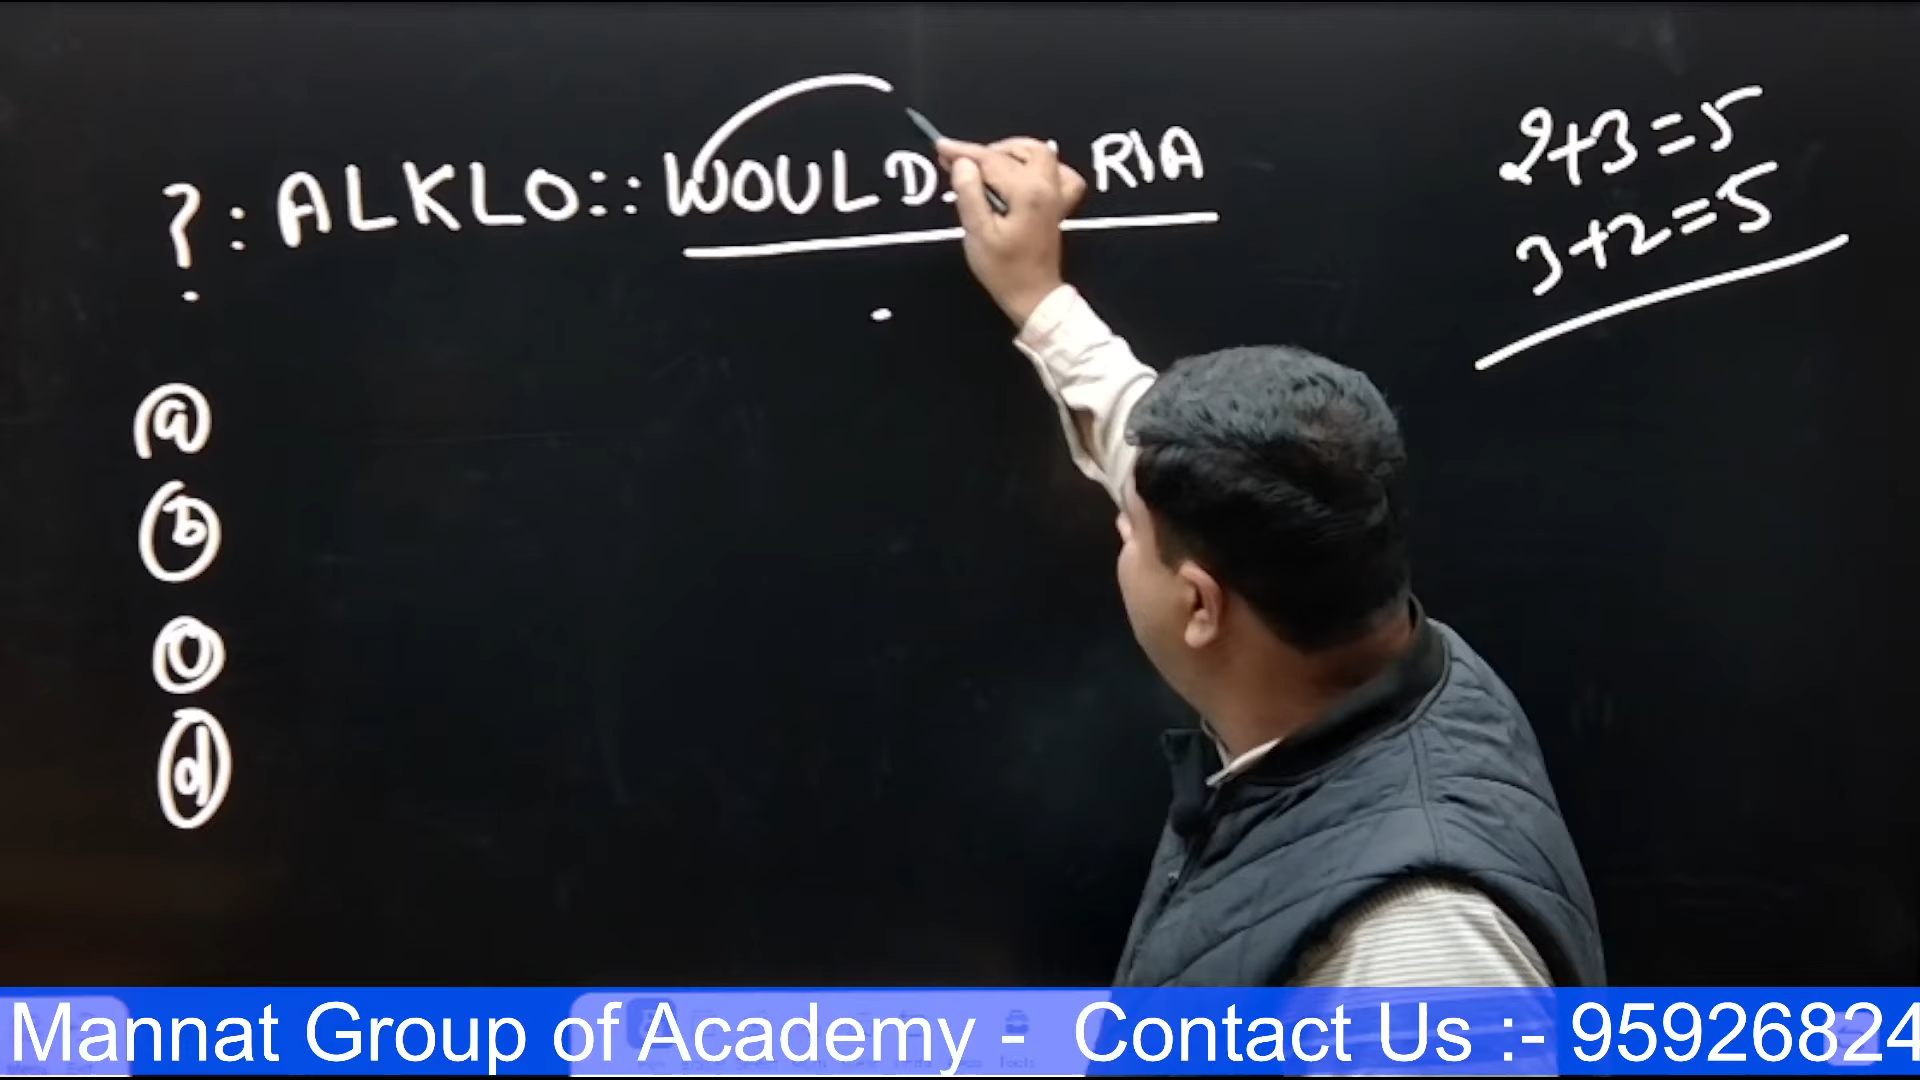 ? : ALKLO :: WOULD : RIA
2+3=5
3+2=5
a
b
d
Mannat Group of Academy - Contact Us :- 95926824